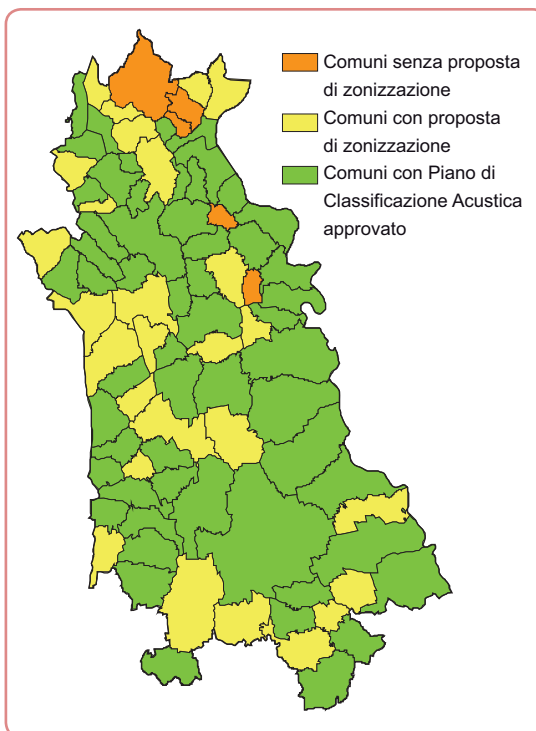 Comuni senza proposta
di zonizzazione
Comuni con proposta
di zonizzazione
Comuni con Piano di
Classificazione Acustica
approvato